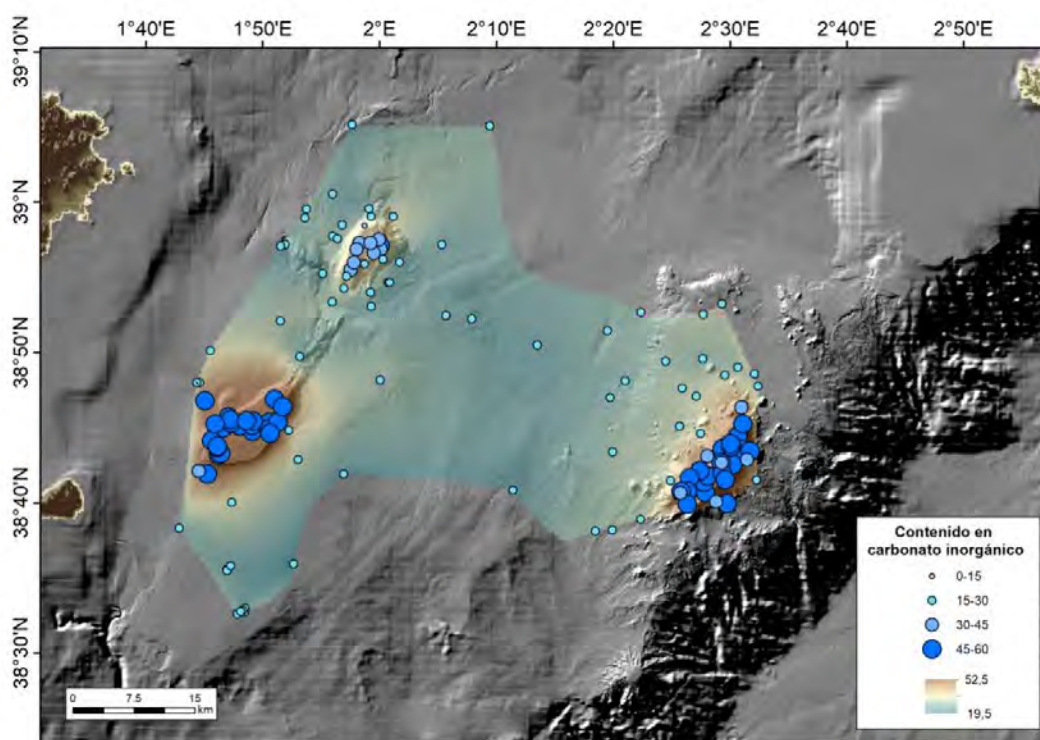 1°40'E 1°50'E 2°0'E 2°10'E 2°20'E 2°30'E 2°40'E 2°50'E
39°10'N
39°N
38°50'N
38°40'N
38°30'N
0 7.5 15
km
Contenido en
carbonato inorgánico
0-15
15-30
30-45
45-60
52,5
19,5